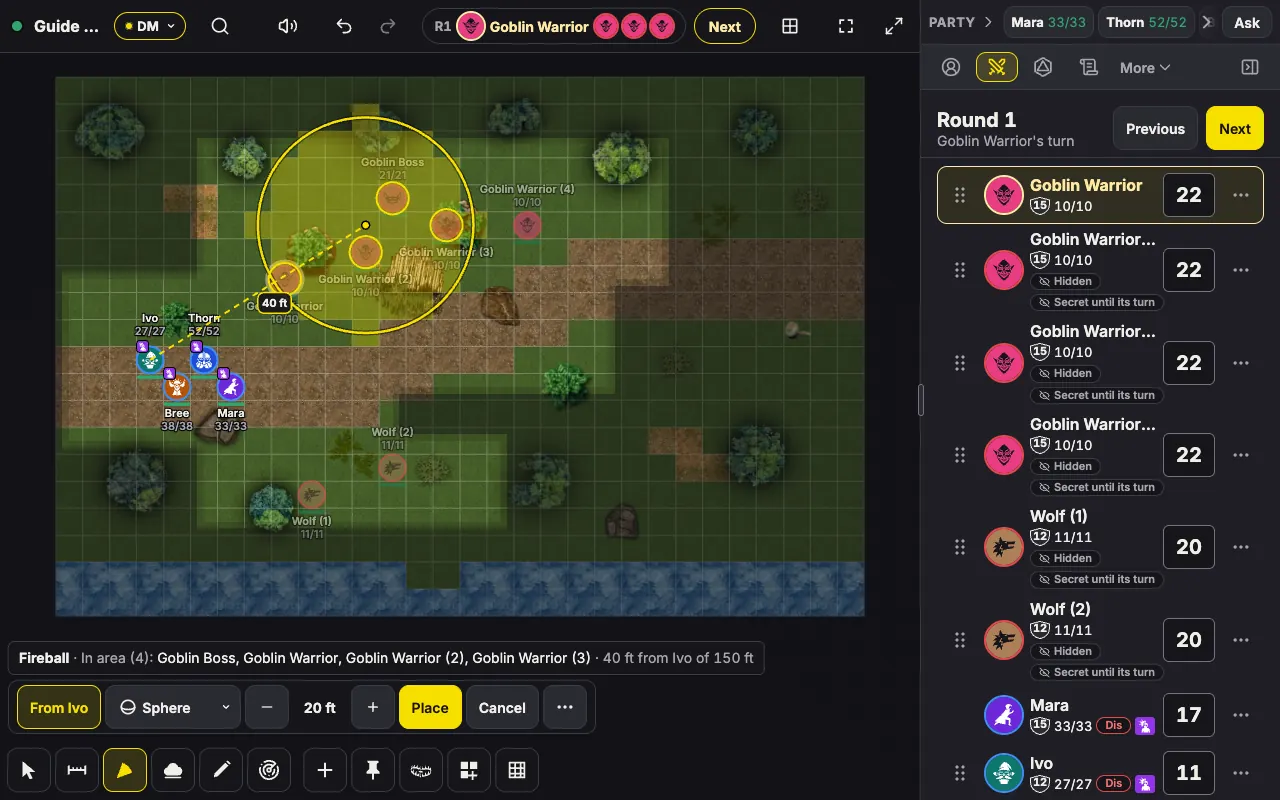 Guide ...
DM
R1
Goblin Warrior
Next
PARTY
Mara 33/33
Thorn 52/52
Ask
More
Round 1
Goblin Warrior's turn
Previous
Next
Goblin Boss
21/21
Goblin Warrior (4)
10/10
Goblin Warrior (3)
10/10
Goblin Warrior (2)
10/10
40 ft
10/10
Ivo
27/27
Thorn
52/52
Bree
38/38
Mara
33/33
Wolf (2)
11/11
Wolf (1)
11/11
Goblin Warrior
15 10/10
22
Goblin Warrior...
15 10/10
Hidden
Secret until its turn
22
Goblin Warrior...
15 10/10
Hidden
Secret until its turn
22
Goblin Warrior...
15 10/10
Hidden
Secret until its turn
22
Wolf (1)
12 11/11
Hidden
Secret until its turn
20
Wolf (2)
12 11/11
Hidden
Secret until its turn
20
Mara
15 33/33 Dis
17
Ivo
12 27/27 Dis
11
Fireball · In area (4): Goblin Boss, Goblin Warrior, Goblin Warrior (2), Goblin Warrior (3) · 40 ft from Ivo of 150 ft
From Ivo
Sphere
20 ft
Place
Cancel